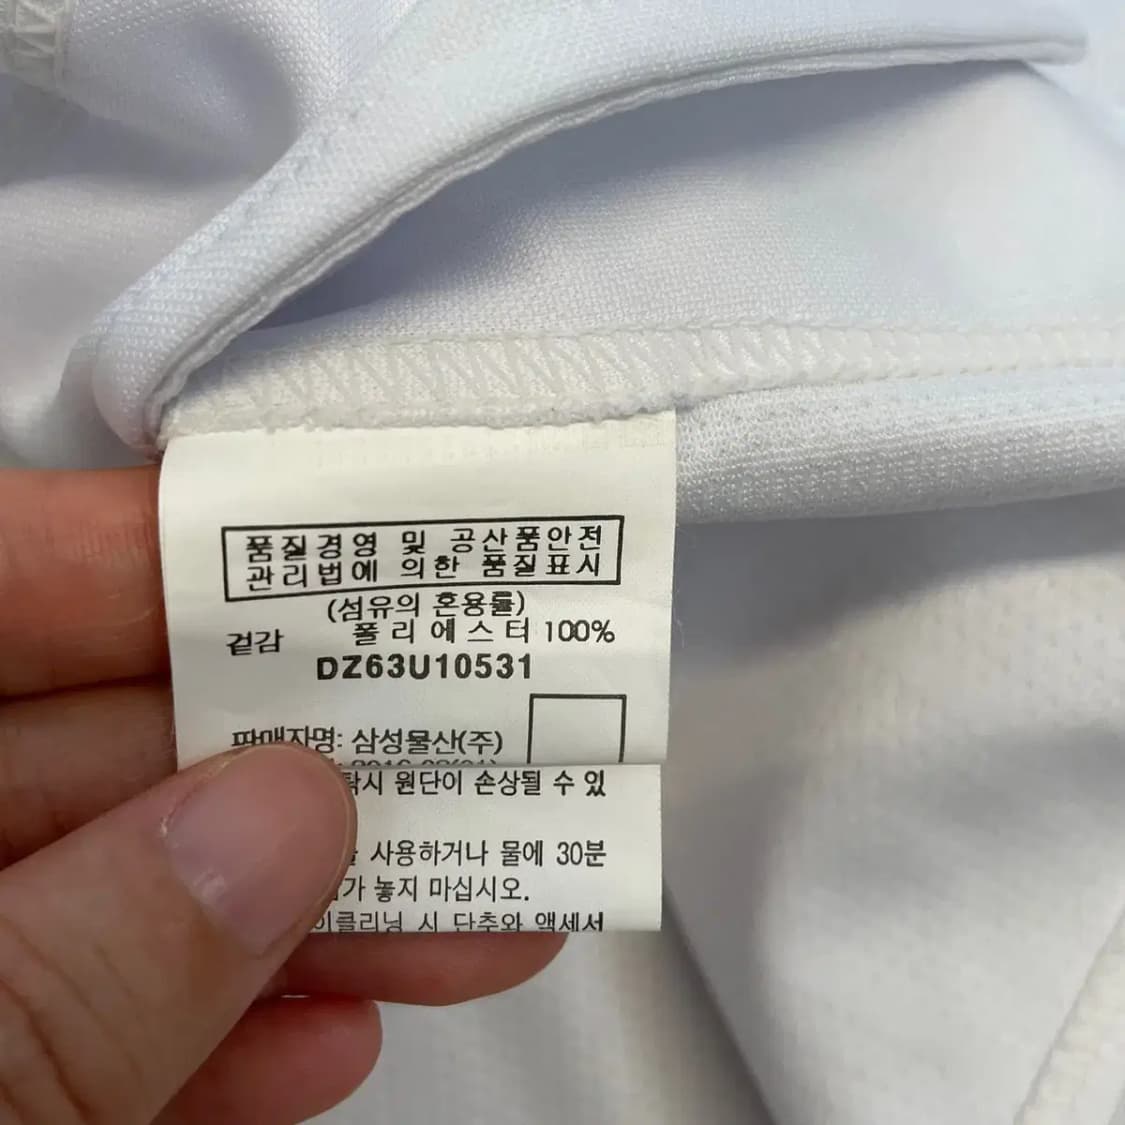 품질경영 및 공산품안전
관리법에 의한 품질표시
(섬유의 혼용률)
겉감 폴리에스터 100%
DZ63U10531
판매자명: 삼성물산(주)
탁시 원단이 손상될 수 있
사용하거나 물에 30분
놓지 마십시오.
시 단추와 액세서